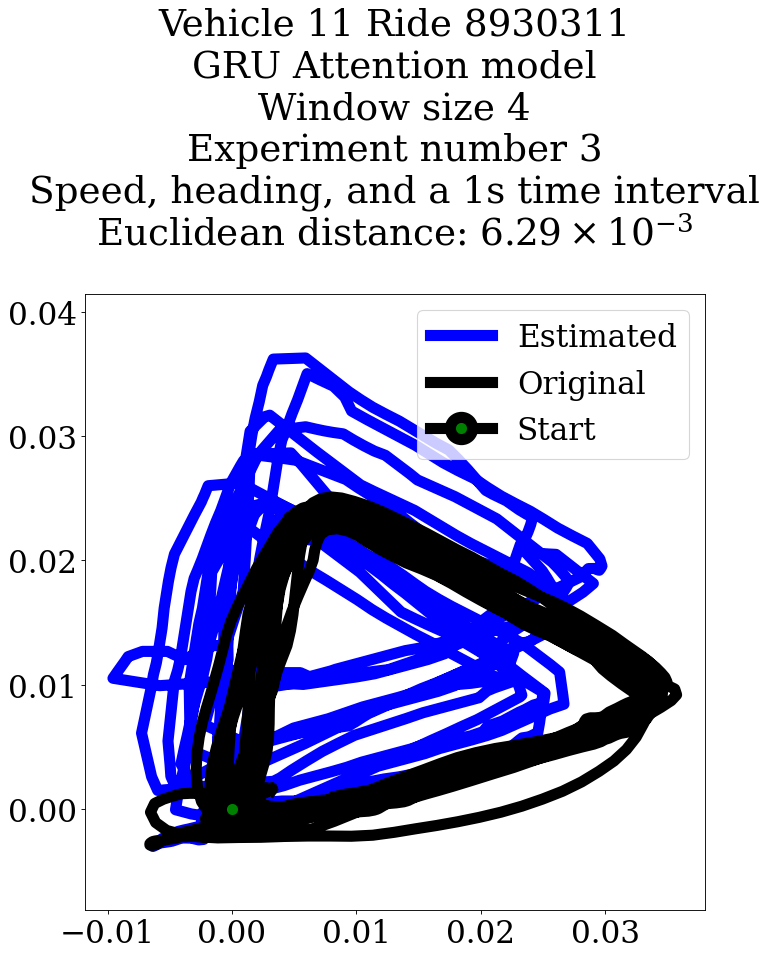 Vehicle 11 Ride 8930311
GRU Attention model
Window size 4
Experiment number 3
Speed, heading, and a 1s time interval
Euclidean distance: 6.29 × 10⁻³
0.04
0.03
0.02
0.01
0.00
Estimated
Original
Start
−0.01 0.00 0.01 0.02 0.03